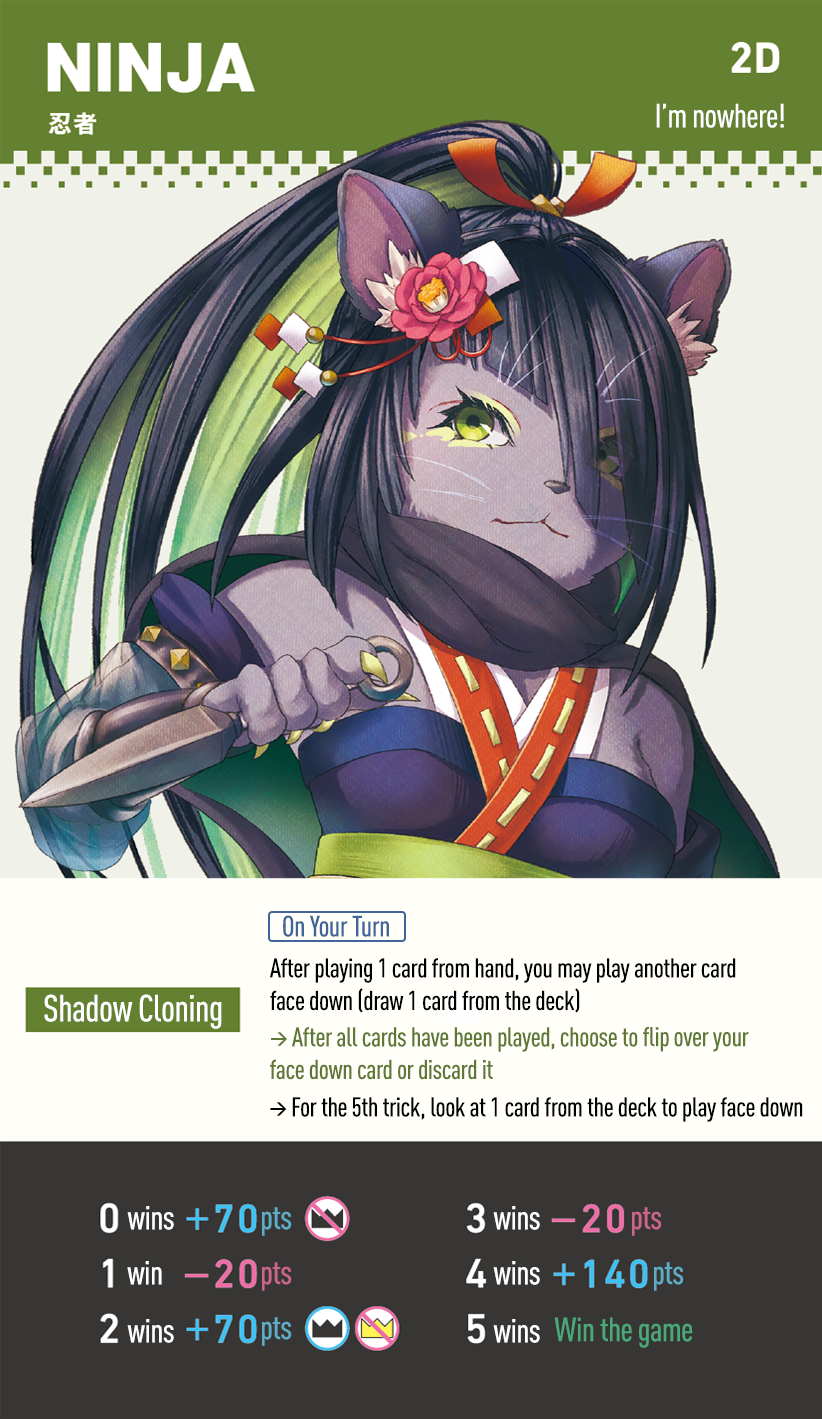 NINJA
忍者
2D
I'm nowhere!
On Your Turn
Shadow Cloning
After playing 1 card from hand, you may play another card
face down (draw 1 card from the deck)
→ After all cards have been played, choose to flip over your
face down card or discard it
→ For the 5th trick, look at 1 card from the deck to play face down
0 wins +70pts
1 win −20pts
2 wins +70pts
3 wins −20pts
4 wins +140pts
5 wins Win the game